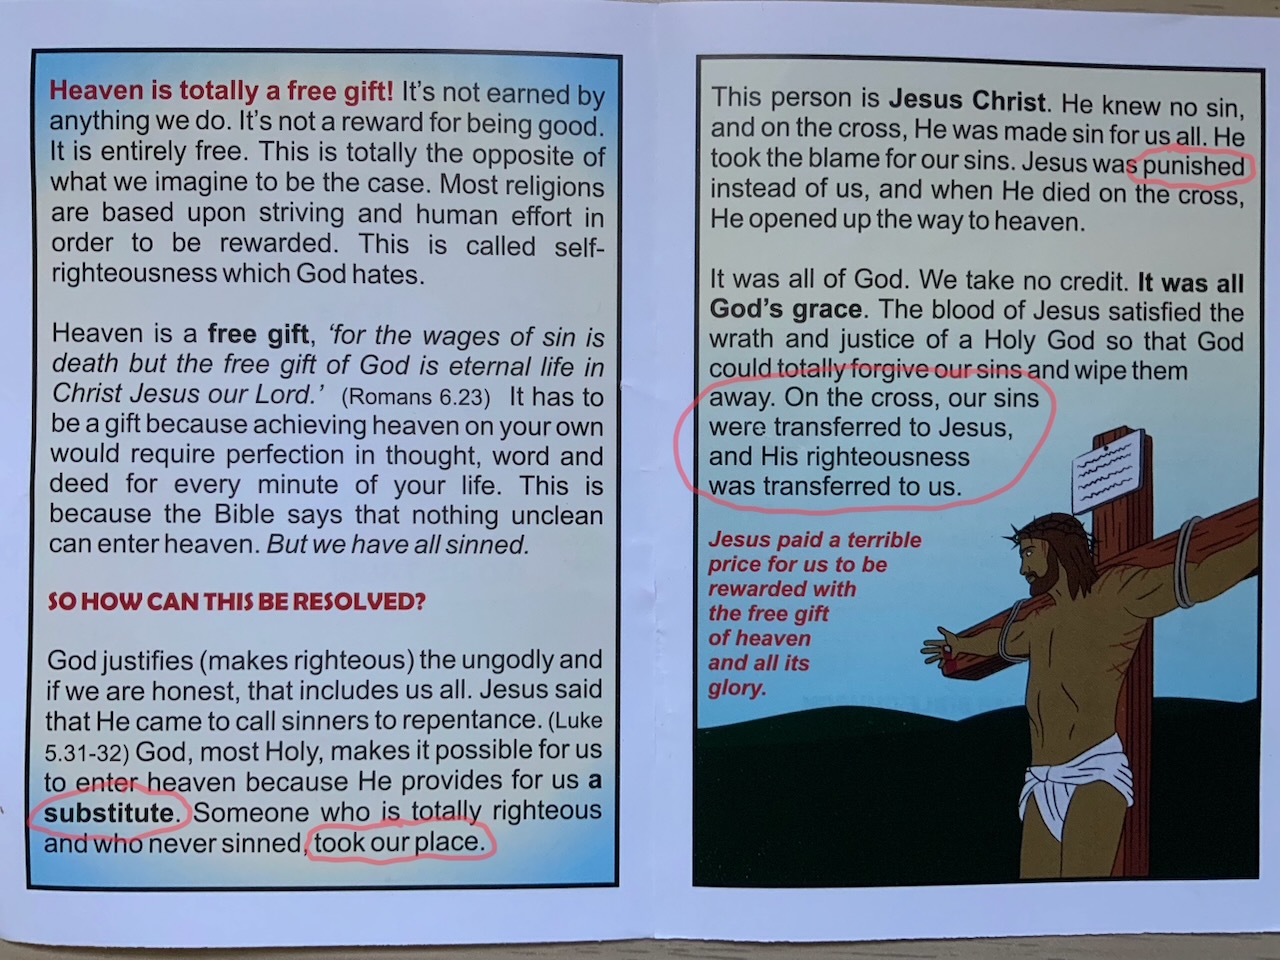 Heaven is totally a free gift! It's not earned by
anything we do. It's not a reward for being good.
It is entirely free. This is totally the opposite of
what we imagine to be the case. Most religions
are based upon striving and human effort in
order to be rewarded. This is called self-
righteousness which God hates.
Heaven is a free gift, 'for the wages of sin is
death but the free gift of God is eternal life in
Christ Jesus our Lord.' (Romans 6.23) It has to
be a gift because achieving heaven on your own
would require perfection in thought, word and
deed for every minute of your life. This is
because the Bible says that nothing unclean
can enter heaven. But we have all sinned.
SO HOW CAN THIS BE RESOLVED?
God justifies (makes righteous) the ungodly and
if we are honest, that includes us all. Jesus said
that He came to call sinners to repentance. (Luke
5.31-32) God, most Holy, makes it possible for us
to enter heaven because He provides for us a
substitute. Someone who is totally righteous
and who never sinned, took our place.
This person is Jesus Christ. He knew no sin,
and on the cross, He was made sin for us all. He
took the blame for our sins. Jesus was punished
instead of us, and when He died on the cross,
He opened up the way to heaven.
It was all of God. We take no credit. It was all
God's grace. The blood of Jesus satisfied the
wrath and justice of a Holy God so that God
could totally forgive our sins and wipe them
away. On the cross, our sins
were transferred to Jesus,
and His righteousness
was transferred to us.
Jesus paid a terrible
price for us to be
rewarded with
the free gift
of heaven
and all its
glory.